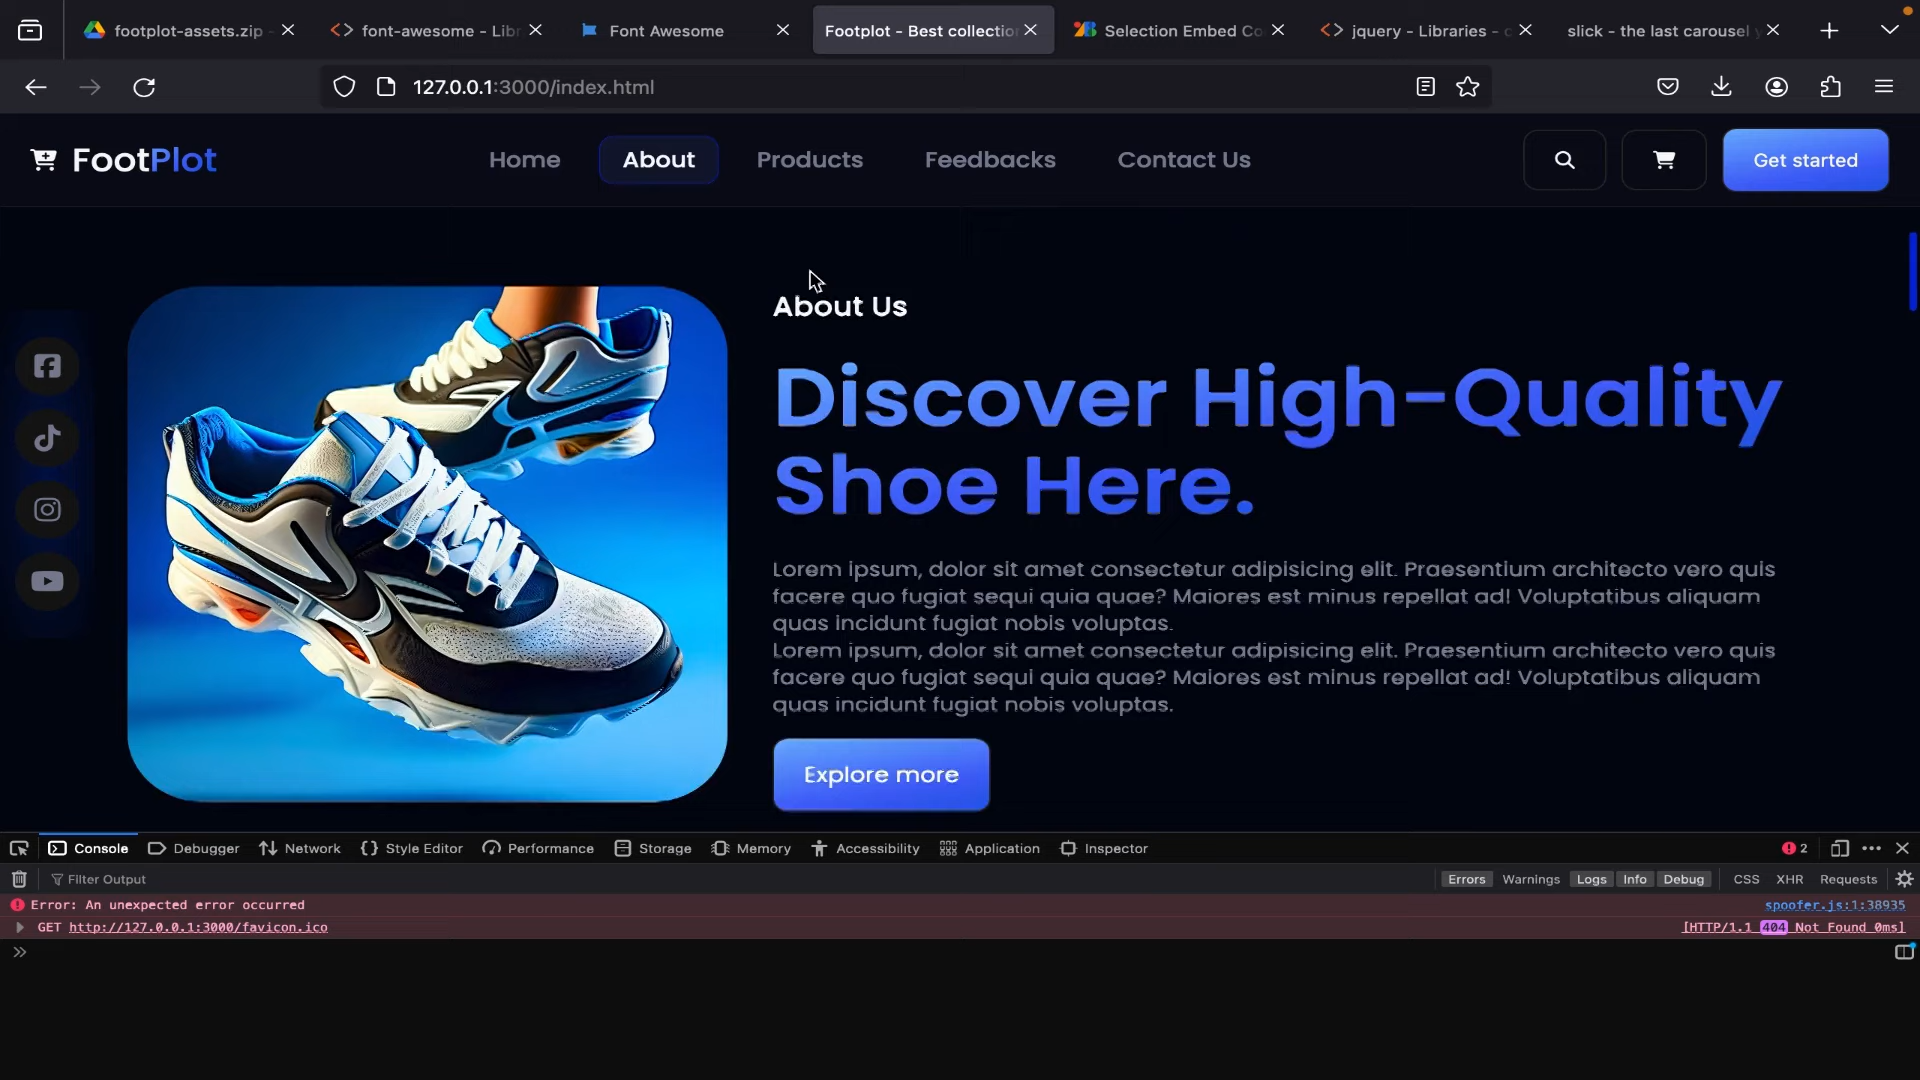 footplot-assets.zip -
font-awesome - Libr
Font Awesome
Footplot - Best collectio
Selection Embed Co
jquery - Libraries - c
slick - the last carousel y
127.0.0.1:3000/index.html
FootPlot
Home
About
Products
Feedbacks
Contact Us
Get started
About Us
Discover High-Quality
Shoe Here.
Lorem ipsum, dolor sit amet consectetur adipisicing elit. Praesentium architecto vero quis
facere quo fugiat sequi quia quae? Maiores est minus repellat ad! Voluptatibus aliquam
quas incidunt fugiat nobis voluptas.
Lorem ipsum, dolor sit amet consectetur adipisicing elit. Praesentium architecto vero quis
facere quo fugiat sequi quia quae? Maiores est minus repellat ad! Voluptatibus aliquam
quas incidunt fugiat nobis voluptas.
Explore more
Console
Debugger
Network
Style Editor
Performance
Storage
Memory
Accessibility
Application
Inspector
2
Filter Output
Errors
Warnings
Logs
Info
Debug
CSS
XHR
Requests
Error: An unexpected error occurred
spoofer.js:1:38935
GET http://127.0.0.1:3000/favicon.ico
[HTTP/1.1 404 Not Found 0ms]